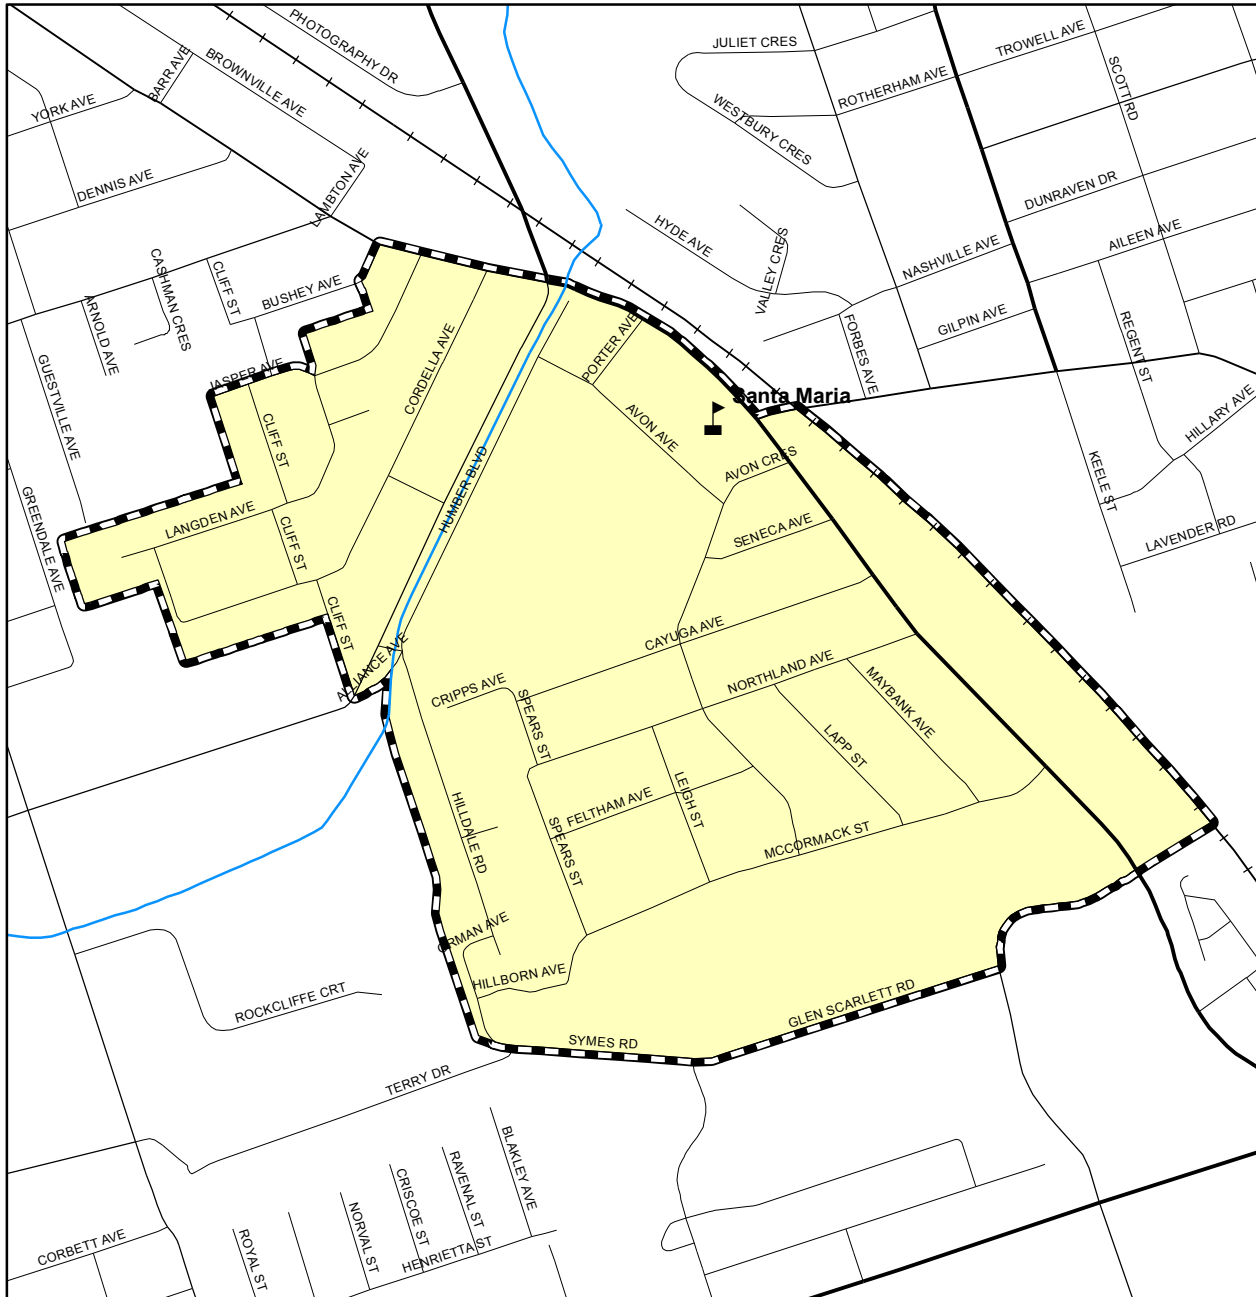 PHOTOGRAPHY DR
JULIET CRES
TROWELL AVE
BARR AVE
BROWNVILLE AVE
YORK AVE
ROTHERHAM AVE
SCOTT RD
WESTBURY CRES
DENNIS AVE
LAMBTON AVE
DUNRAVEN DR
HYDE AVE
VALLEY CRES
AILEEN AVE
NASHVILLE AVE
CASHMAN CRES
CLIFF ST
BUSHEY AVE
ARNOLD AVE
GILPIN AVE
FORBES AVE
REGENT ST
PORTER AVE
CORDELLA AVE
GUESTVILLE AVE
JASPER AVE
Santa Maria
HILLARY AVE
AVON AVE
CLIFF ST
HUMBER BLVD
AVON CRES
KEELE ST
GREENDALE AVE
LANGDEN AVE
SENECA AVE
LAVENDER RD
CLIFF ST
CLIFF ST
CAYUGA AVE
ALLIANCE AVE
NORTHLAND AVE
CRIPPS AVE
SPEARS ST
MAYBANK AVE
LAPP ST
LEIGH ST
FELTHAM AVE
HILLDALE RD
SPEARS ST
MCCORMACK ST
ORMAN AVE
HILLBORN AVE
ROCKCLIFFE CRT
GLEN SCARLETT RD
SYMES RD
TERRY DR
BLAKLEY AVE
RAVENAL ST
CRISCOE ST
NORVAL ST
HENRIETTA ST
CORBETT AVE
ROYAL ST